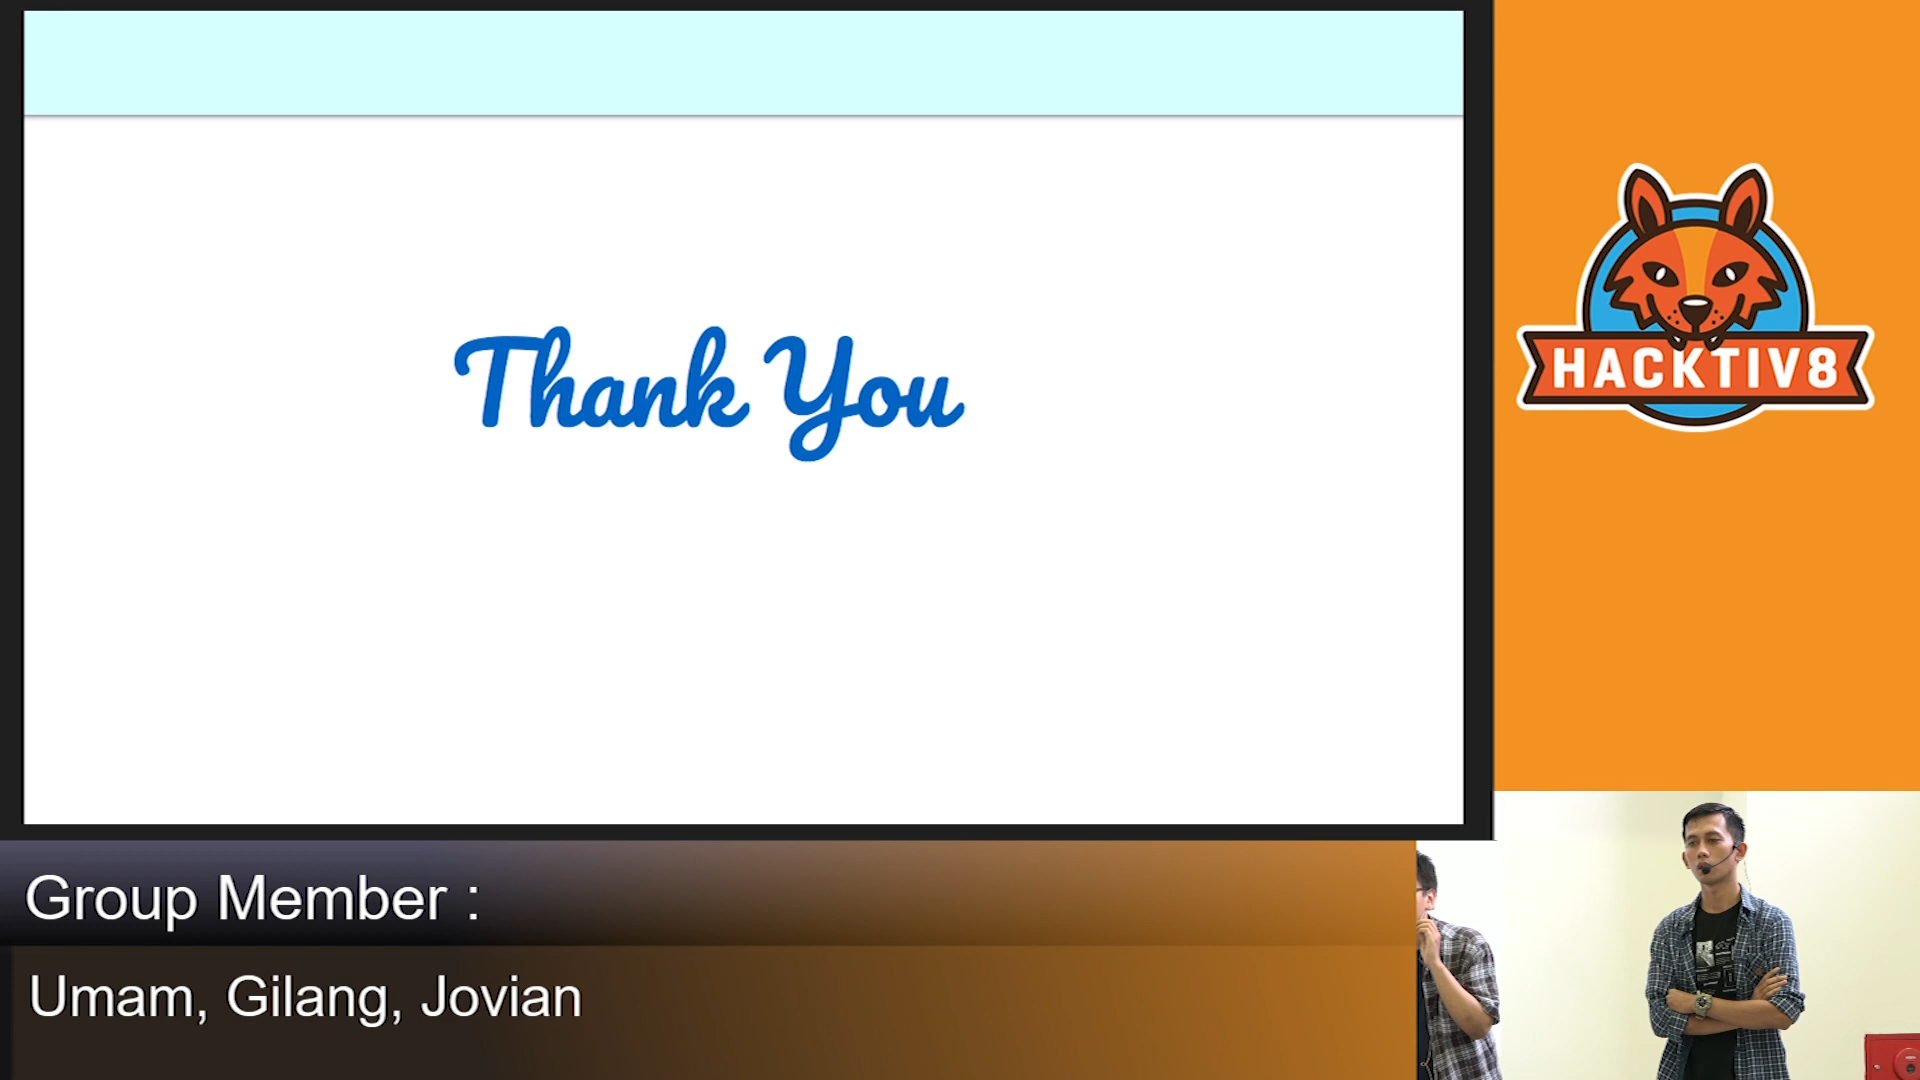 Thank You
HACKTIV8
Group Member :
Umam, Gilang, Jovian